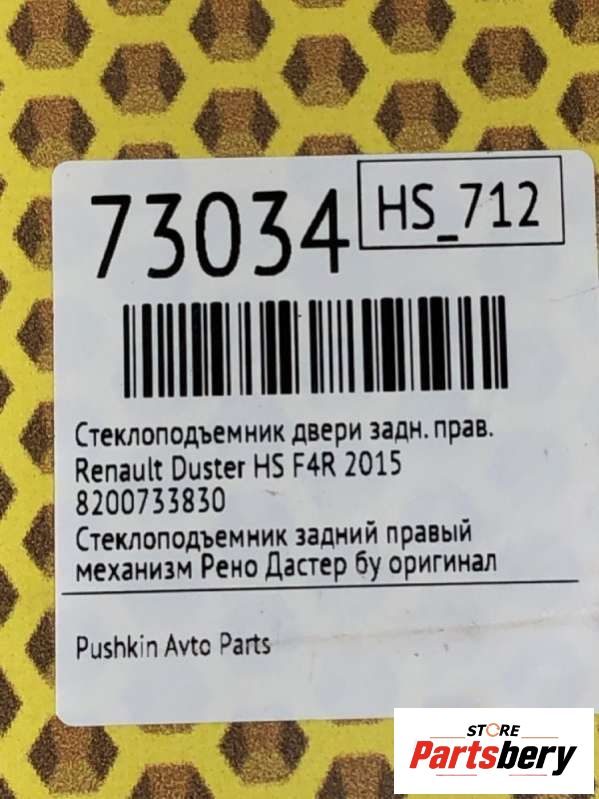 73034
HS_712
Стеклоподъемник двери задн. прав.
Renault Duster HS F4R 2015
8200733830
Стеклоподъемник задний правый
механизм Рено Дастер бу оригинал
Pushkin Avto Parts
STORE
Partsbery